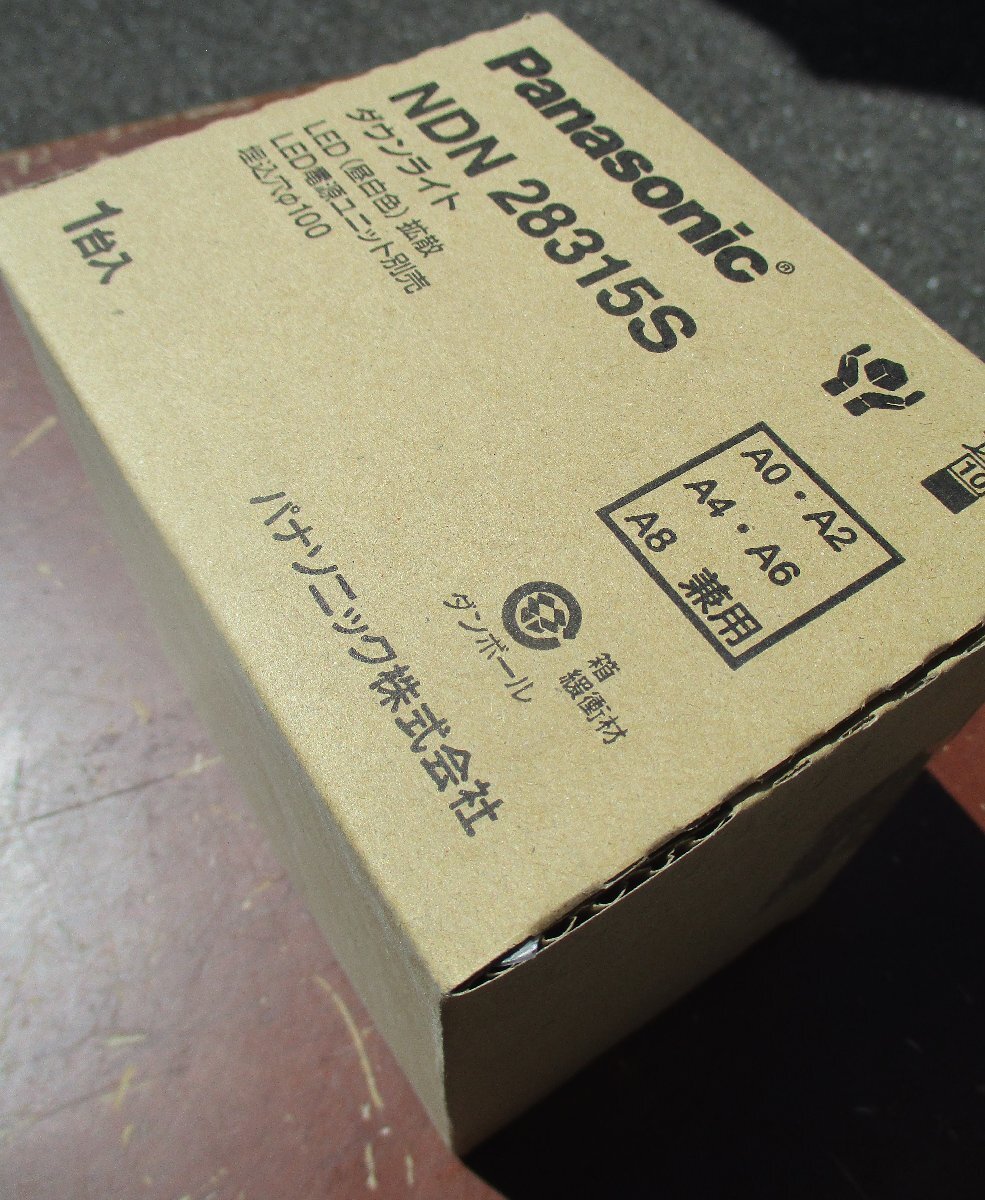 Panasonic®
NDN 28315S
ダウンライト
LED（昼白色）拡散
LED電源ユニット別売
埋込穴Φ100
1台入
10
A0・A2
A4・A6
A8 兼用
箱
緩衝材
ダンボール
パナソニック株式会社